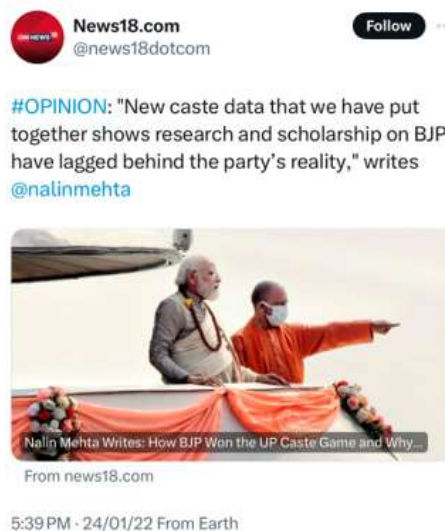 News18.com
@news18dotcom
Follow
#OPINION: "New caste data that we have put
together shows research and scholarship on BJP
have lagged behind the party's reality," writes
@nalinmehta
Nalin Mehta Writes: How BJP Won the UP Caste Game and Why...
From news18.com
5:39 PM · 24/01/22 From Earth